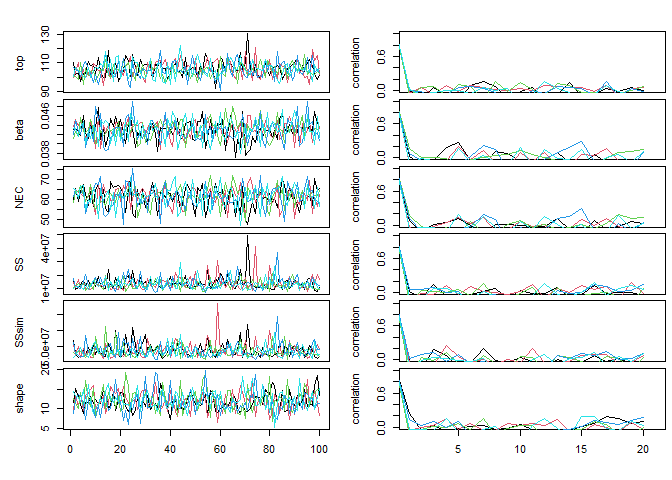 top
90 110 130
correlation
0.0 0.6
beta
0.038 0.046
correlation
0.0 0.6
NEC
50 60 70
correlation
0.0 0.6
SS
1e+07 4e+07
correlation
0.0 0.6
SSsim
correlation
0.0 0.6
shape
5 10
correlation
0.0 0.6
0 20 40 60 80 100
5 10 15 20